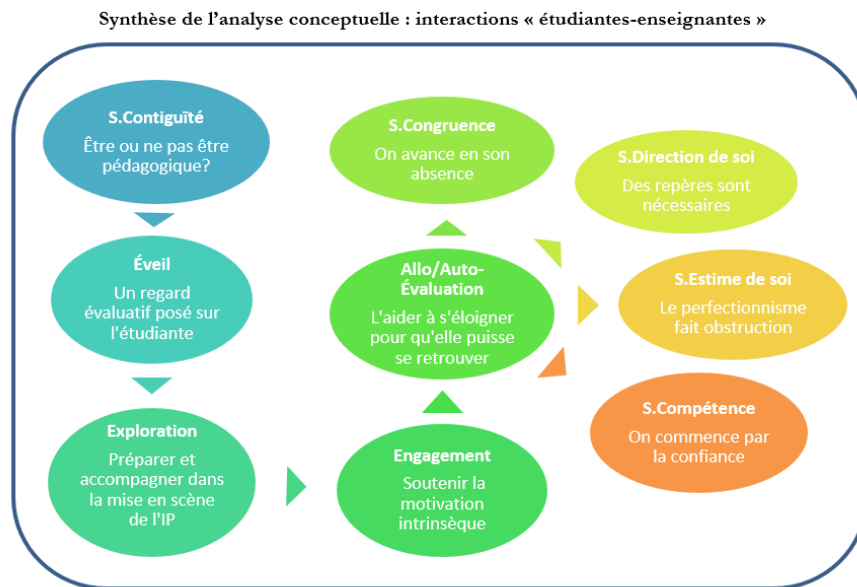 Synthèse de l'analyse conceptuelle : interactions « étudiantes-enseignantes »
S.Contiguïté
Être ou ne pas être
pédagogique?
Éveil
Un regard
évaluatif posé sur
l'étudiante
Exploration
Préparer et
accompagner dans
la mise en scène
de l'IP
Engagement
Soutenir la
motivation
intrinsèque
Allo/Auto-
Évaluation
L'aider à s'éloigner
pour qu'elle puisse
se retrouver
S.Congruence
On avance en son
absence
S.Direction de soi
Des repères sont
nécessaires
S.Estime de soi
Le perfectionnisme
fait obstruction
S.Compétence
On commence par
la confiance